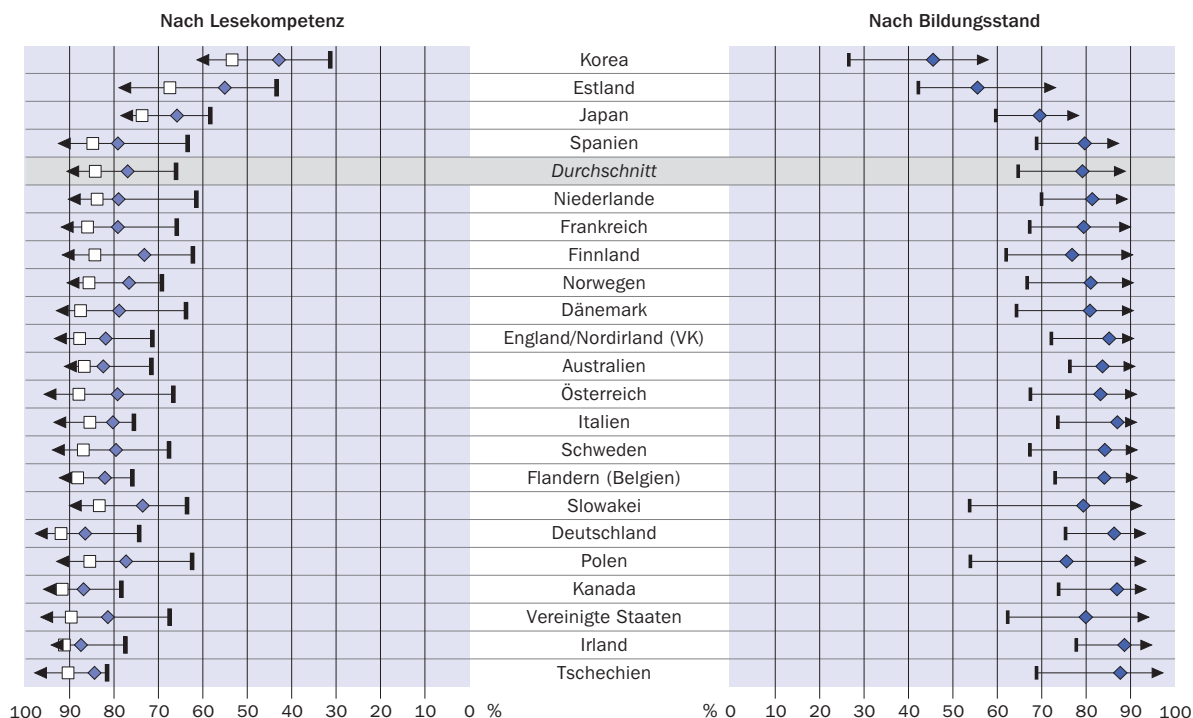 Nach Lesekompetenz
Nach Bildungsstand
Korea
Estland
Japan
Spanien
Durchschnitt
Niederlande
Frankreich
Finnland
Norwegen
Dänemark
England/Nordirland (VK)
Australien
Österreich
Italien
Schweden
Flandern (Belgien)
Slowakei
Deutschland
Polen
Kanada
Vereinigte Staaten
Irland
Tschechien
100 90 80 70 60 50 40 30 20 10 0 %
% 0 10 20 30 40 50 60 70 80 90 100